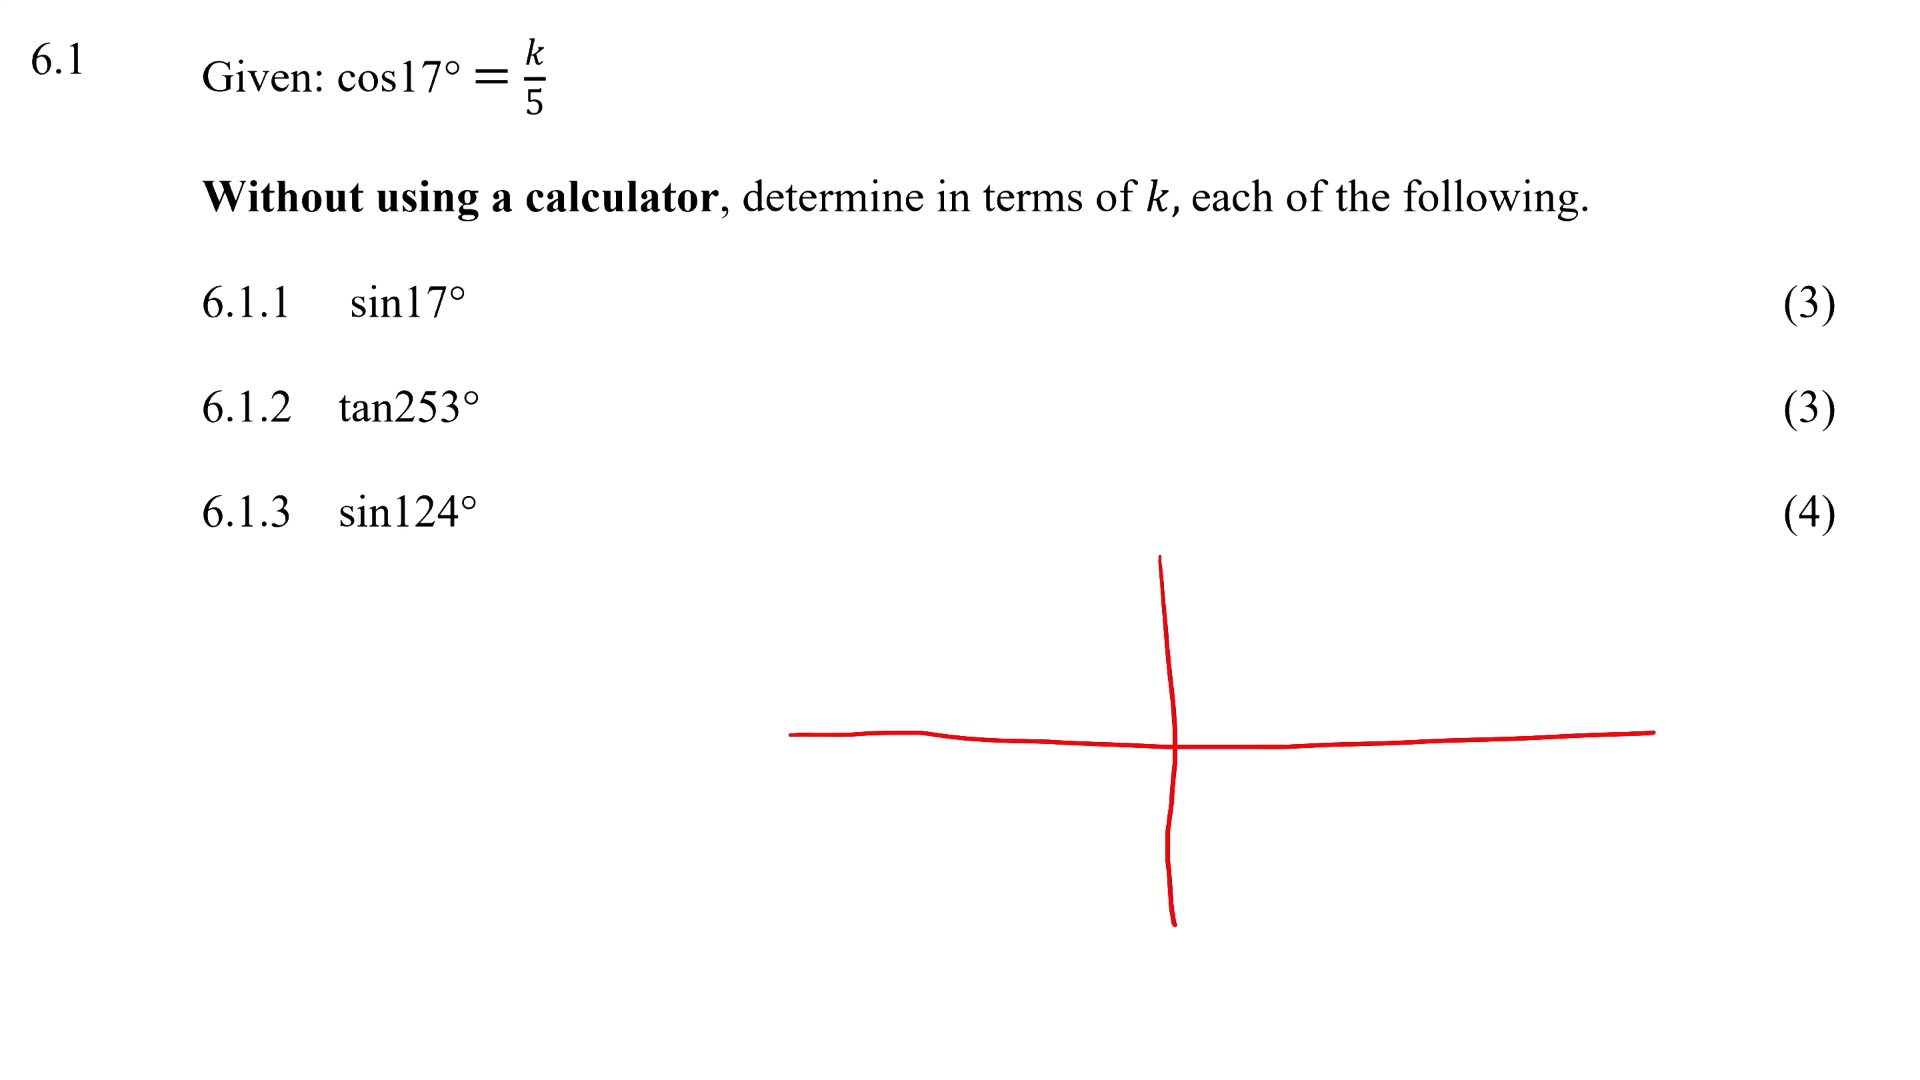 6.1 Given: cos17° = k/5
Without using a calculator, determine in terms of k, each of the following.
6.1.1 sin17° (3)
6.1.2 tan253° (3)
6.1.3 sin124° (4)